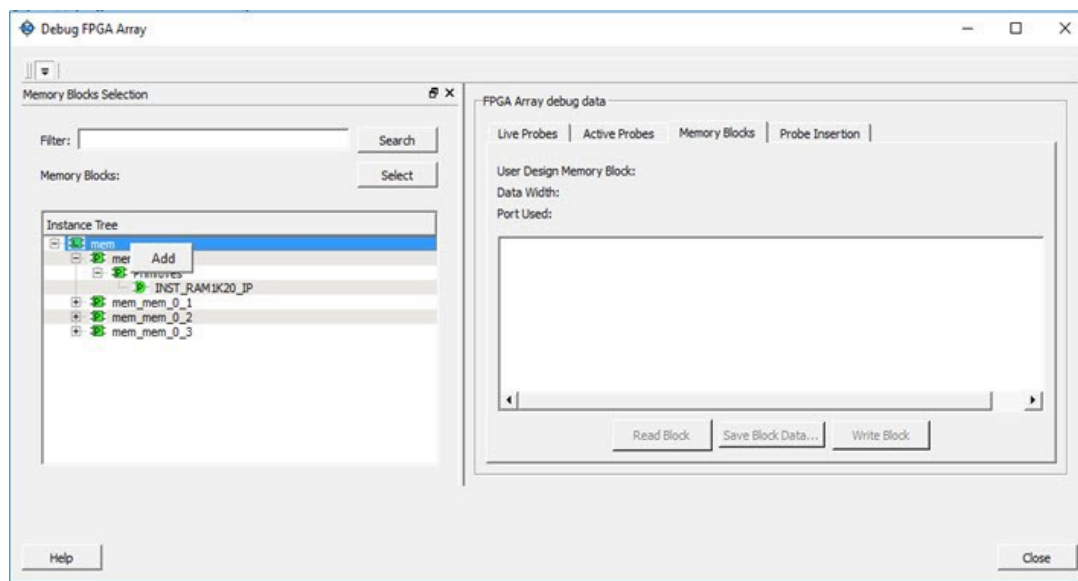 Debug FPGA Array
Memory Blocks Selection
Filter:
Search
Memory Blocks:
Select
Instance Tree
mem
Add
Primitives
INST_RAM1K20_IP
mem_mem_0_1
mem_mem_0_2
mem_mem_0_3
FPGA Array debug data
Live Probes Active Probes Memory Blocks Probe Insertion
User Design Memory Block:
Data Width:
Port Used:
Read Block Save Block Data... Write Block
Help
Close